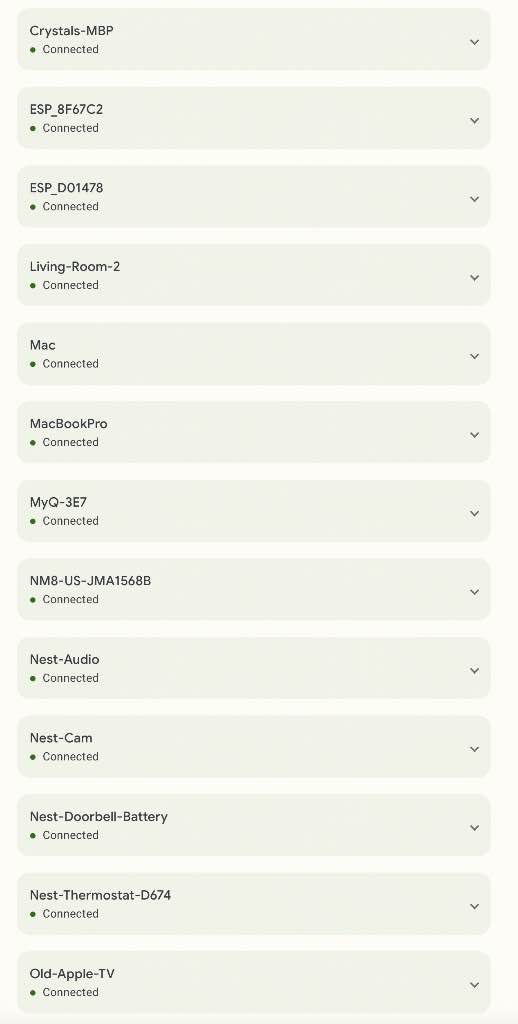 Crystals-MBP
Connected
ESP_8F67C2
Connected
ESP_D01478
Connected
Living-Room-2
Connected
Mac
Connected
MacBookPro
Connected
MyQ-3E7
Connected
NM8-US-JMA1568B
Connected
Nest-Audio
Connected
Nest-Cam
Connected
Nest-Doorbell-Battery
Connected
Nest-Thermostat-D674
Connected
Old-Apple-TV
Connected